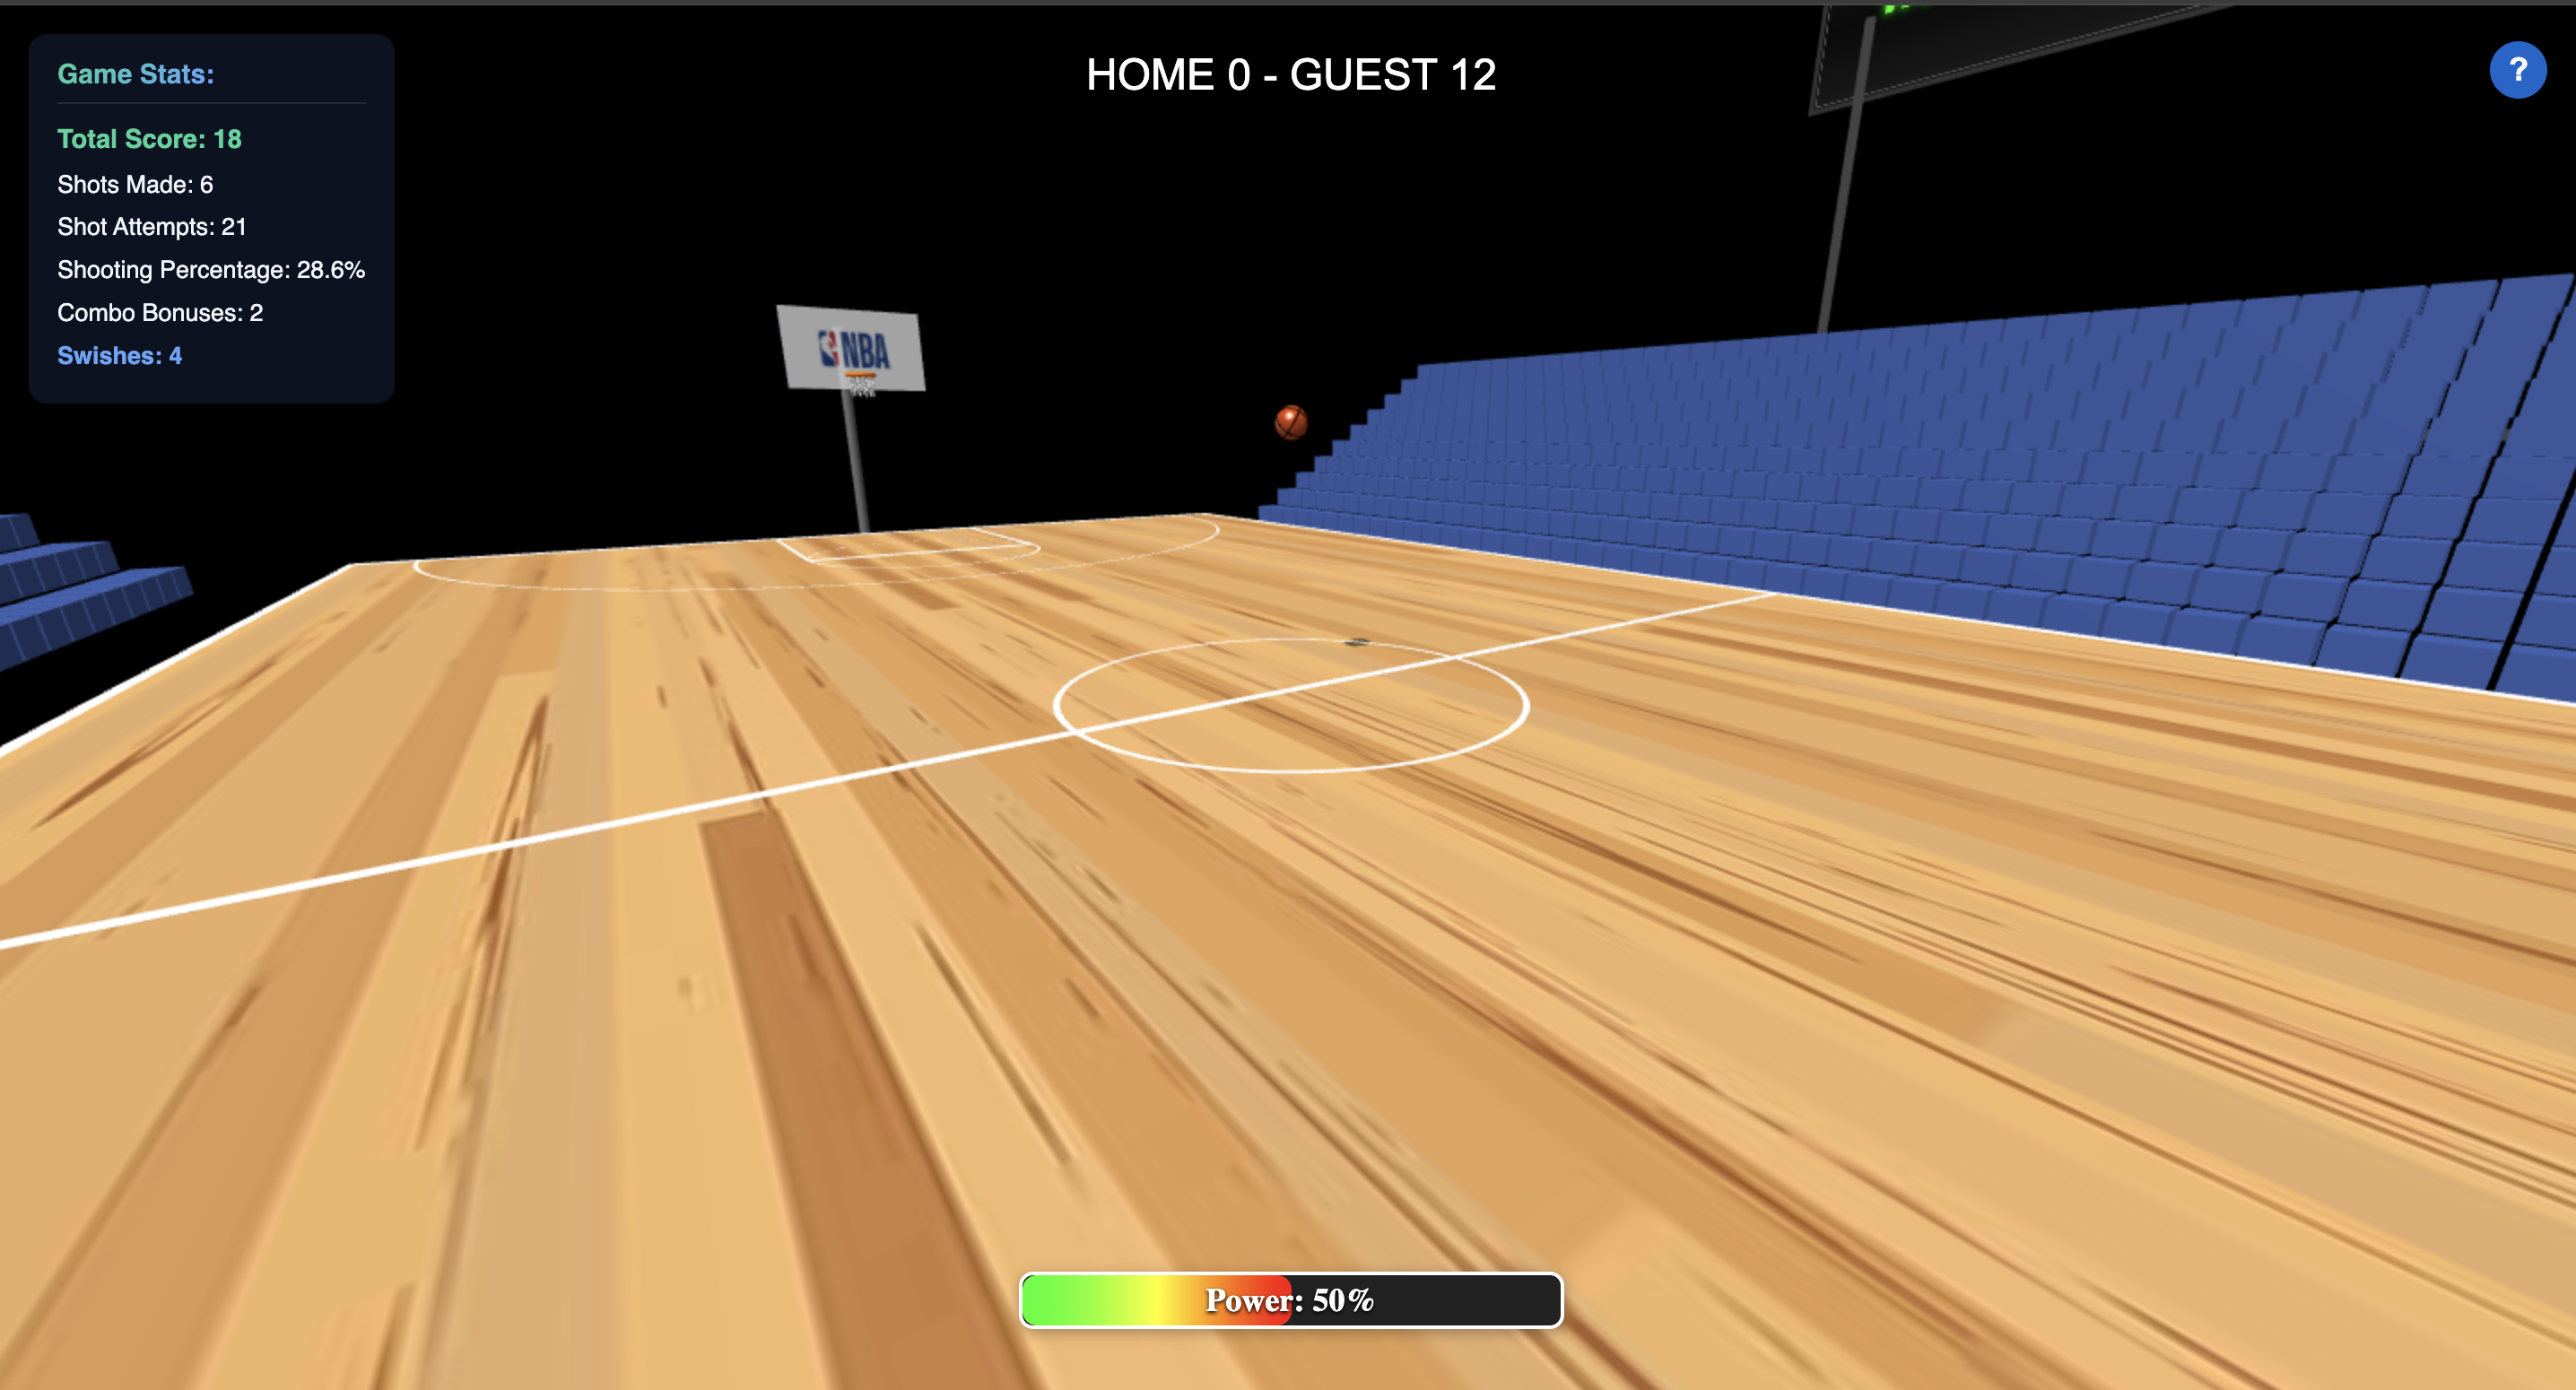 Game Stats:
Total Score: 18
Shots Made: 6
Shot Attempts: 21
Shooting Percentage: 28.6%
Combo Bonuses: 2
Swishes: 4
HOME 0 - GUEST 12
?
NBA
Power: 50%